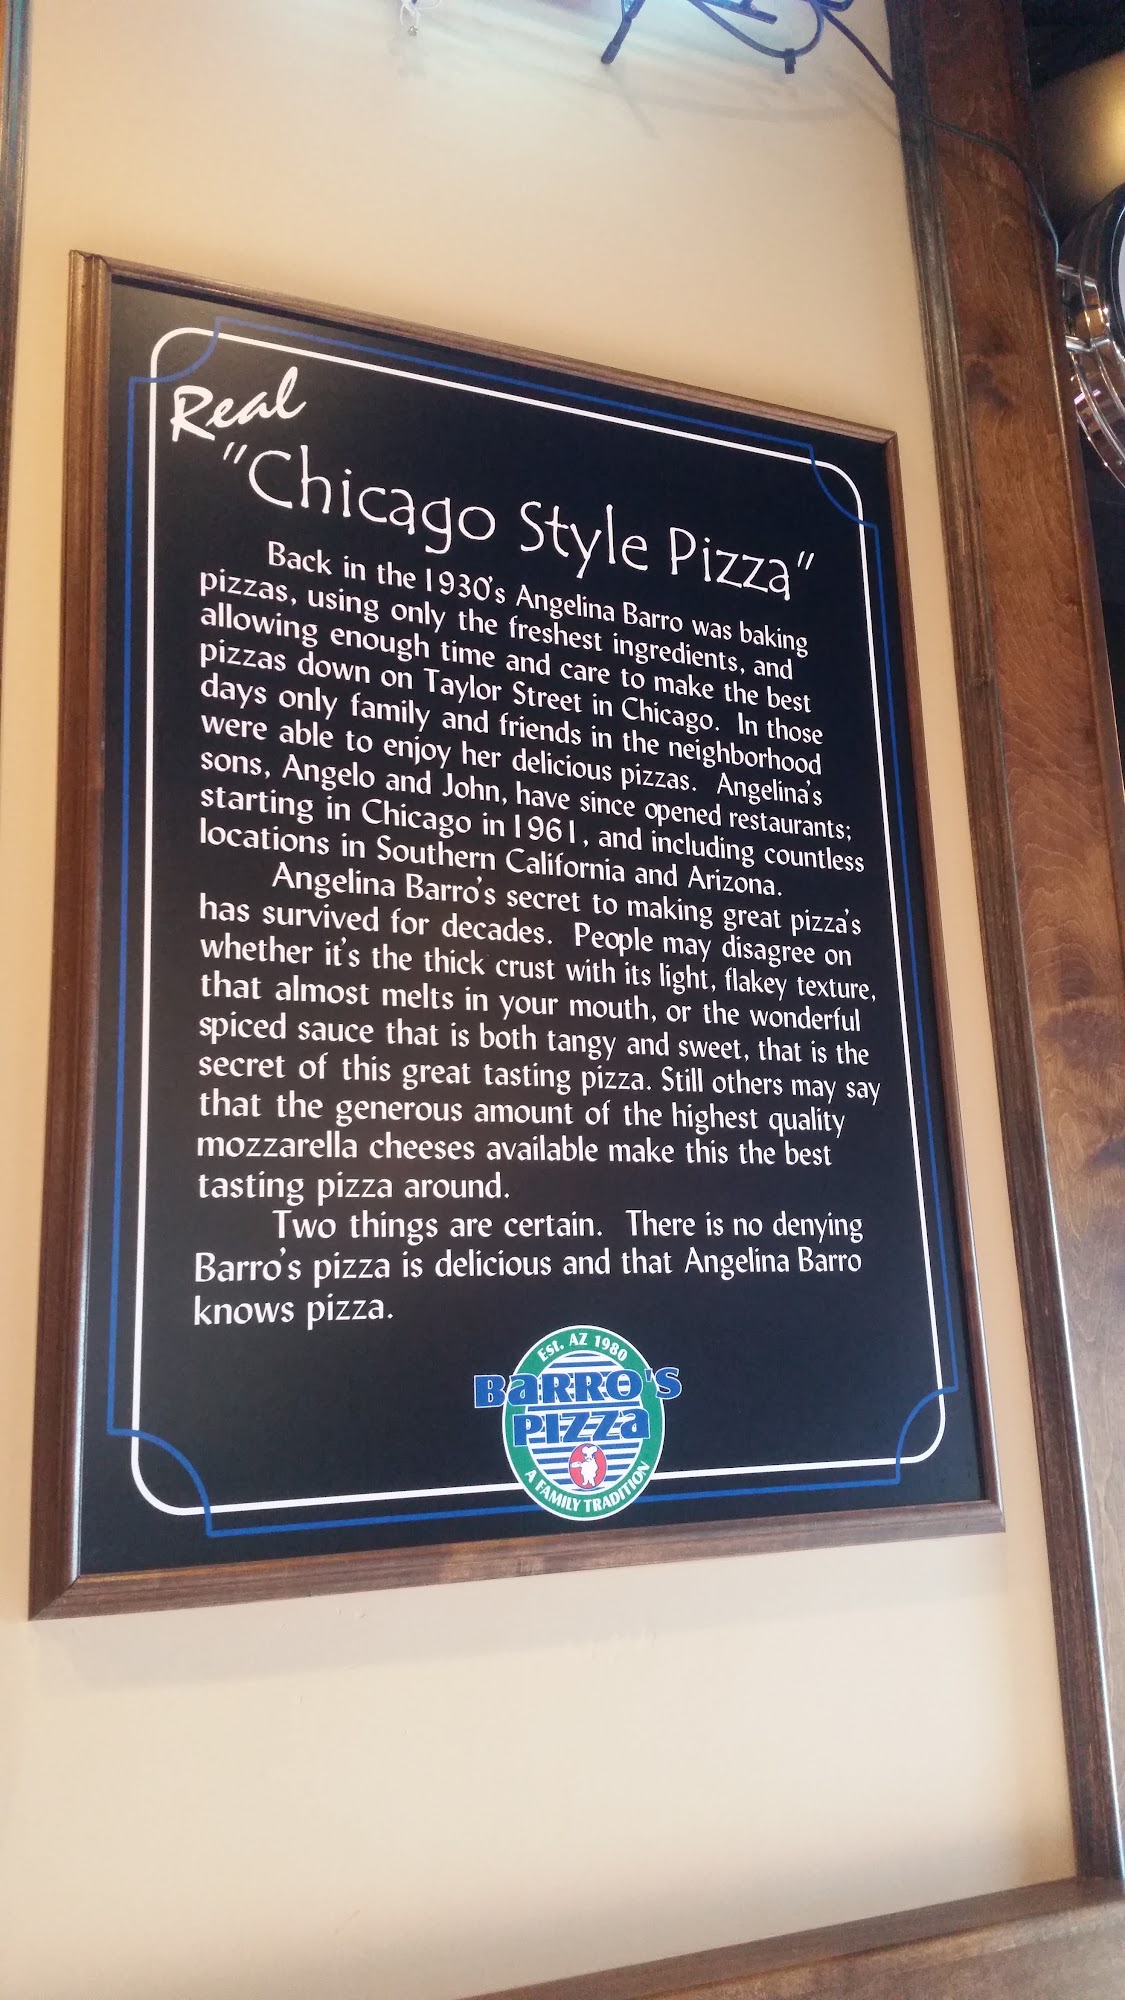 Real
"Chicago Style Pizza"
Back in the 1930's Angelina Barro was baking
pizzas, using only the freshest ingredients, and
allowing enough time and care to make the best
pizzas down on Taylor Street in Chicago. In those
days only family and friends in the neighborhood
were able to enjoy her delicious pizzas. Angelina's
sons, Angelo and John, have since opened restaurants;
starting in Chicago in 1961, and including countless
locations in Southern California and Arizona.
Angelina Barro's secret to making great pizza's
has survived for decades. People may disagree on
whether it's the thick crust with its light, flakey texture,
that almost melts in your mouth, or the wonderful
spiced sauce that is both tangy and sweet, that is the
secret of this great tasting pizza. Still others may say
that the generous amount of the highest quality
mozzarella cheeses available make this the best
tasting pizza around.
Two things are certain. There is no denying
Barro's pizza is delicious and that Angelina Barro
knows pizza.
Est. AZ 1980
BaRRO'S
PIZZa
A FAMILY TRADITION